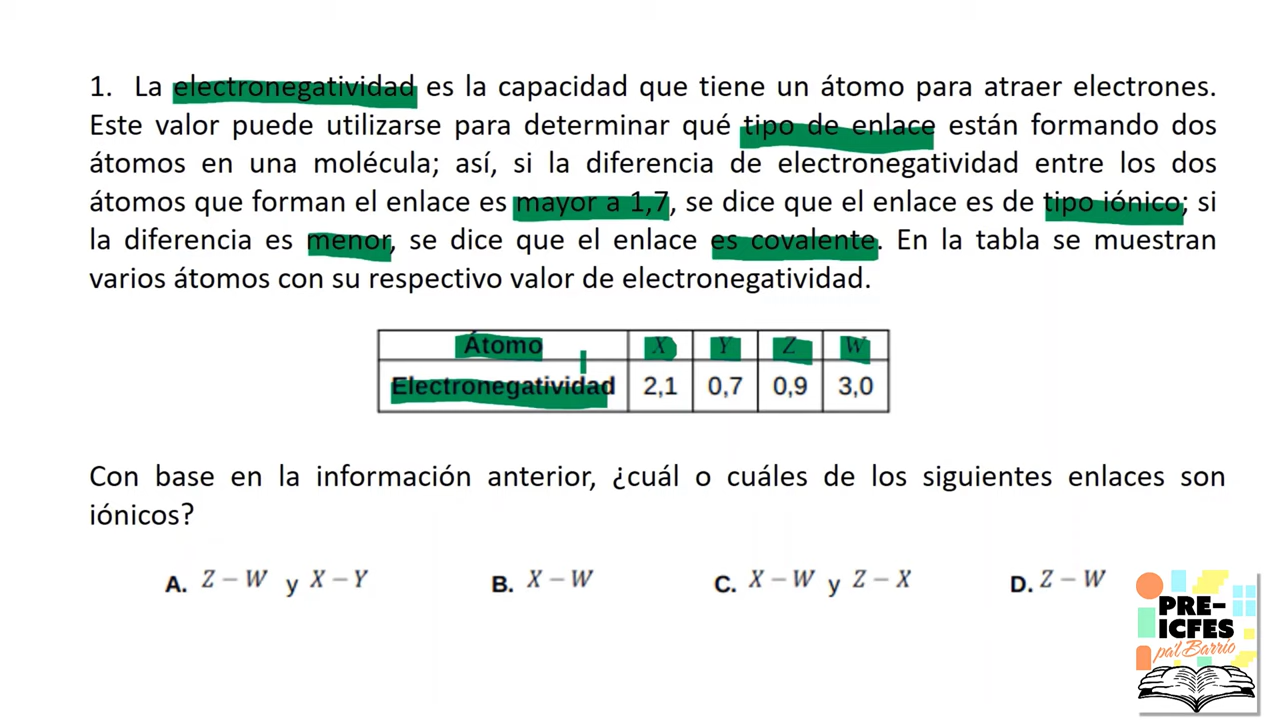 1. La electronegatividad es la capacidad que tiene un átomo para atraer electrones.
Este valor puede utilizarse para determinar qué tipo de enlace están formando dos
átomos en una molécula; así, si la diferencia de electronegatividad entre los dos
átomos que forman el enlace es mayor a 1,7, se dice que el enlace es de tipo iónico; si
la diferencia es menor, se dice que el enlace es covalente. En la tabla se muestran
varios átomos con su respectivo valor de electronegatividad.
Átomo X Y Z W
Electronegatividad 2,1 0,7 0,9 3,0
Con base en la información anterior, ¿cuál o cuáles de los siguientes enlaces son
iónicos?
A. Z – W y X – Y B. X – W C. X – W y Z – X D. Z – W
PRE-
ICFES
pa'l Barrio